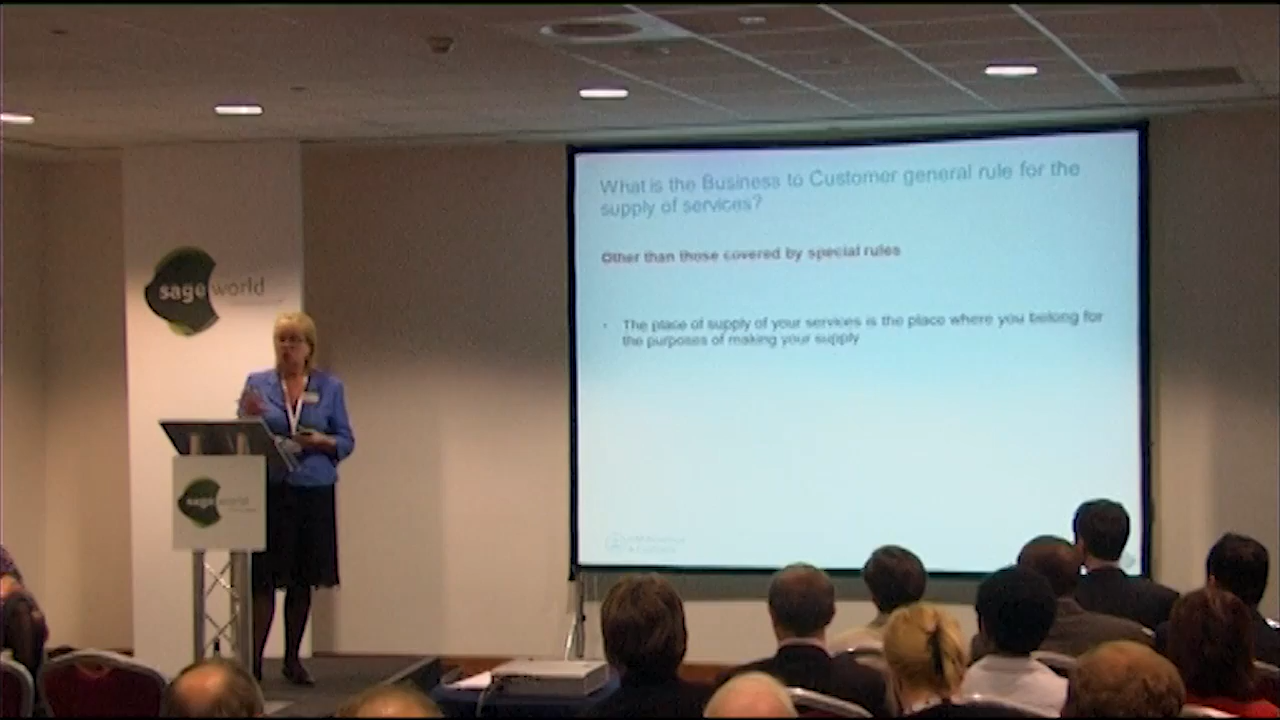 What is the Business to Customer general rule for the
supply of services?
Other than those covered by special rules
The place of supply of your services is the place where you belong for
the purposes of making your supply
sage world
sage world